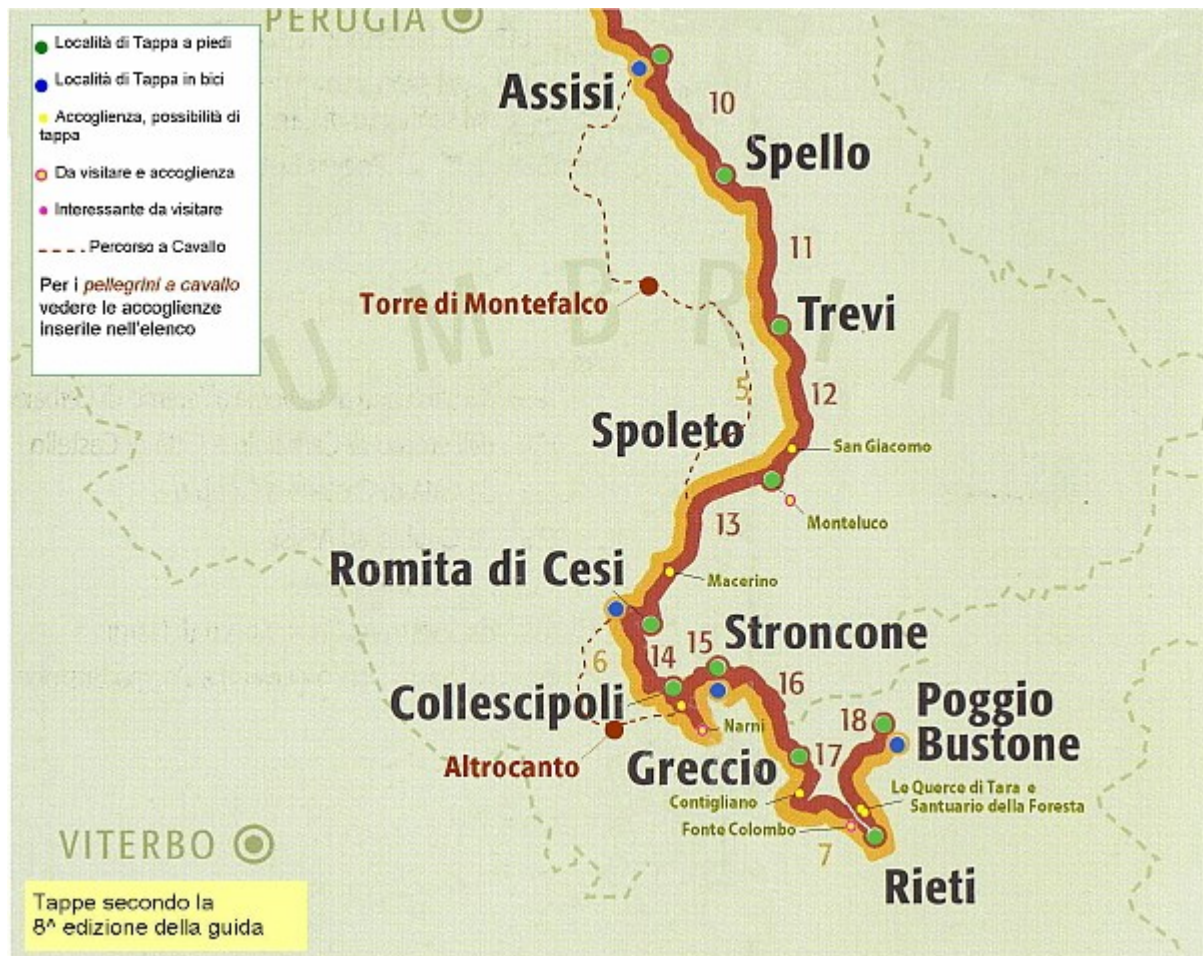 PERUGIA
Località di Tappa a piedi
Località di Tappa in bici
Accoglienza, possibilità di
tappa
Da visitare e accoglienza
Interessante da visitare
Percorso a Cavallo
Per i pellegrini a cavallo
vedere le accoglienze
inserile nell'elenco
Assisi
10
Spello
11
UMBRIA
Torre di Montefalco
Trevi
5
12
Spoleto
San Giacomo
Monteluco
13
Romita di Cesi
Macerino
15
Stroncone
6
14
16
Collescipoli
Narni
Altrocanto
Greccio
17
18
Poggio
Bustone
Contigliano
Le Querce di Tara e
Santuario della Foresta
Fonte Colombo
7
Rieti
VITERBO
Tappe secondo la
8^ edizione della guida